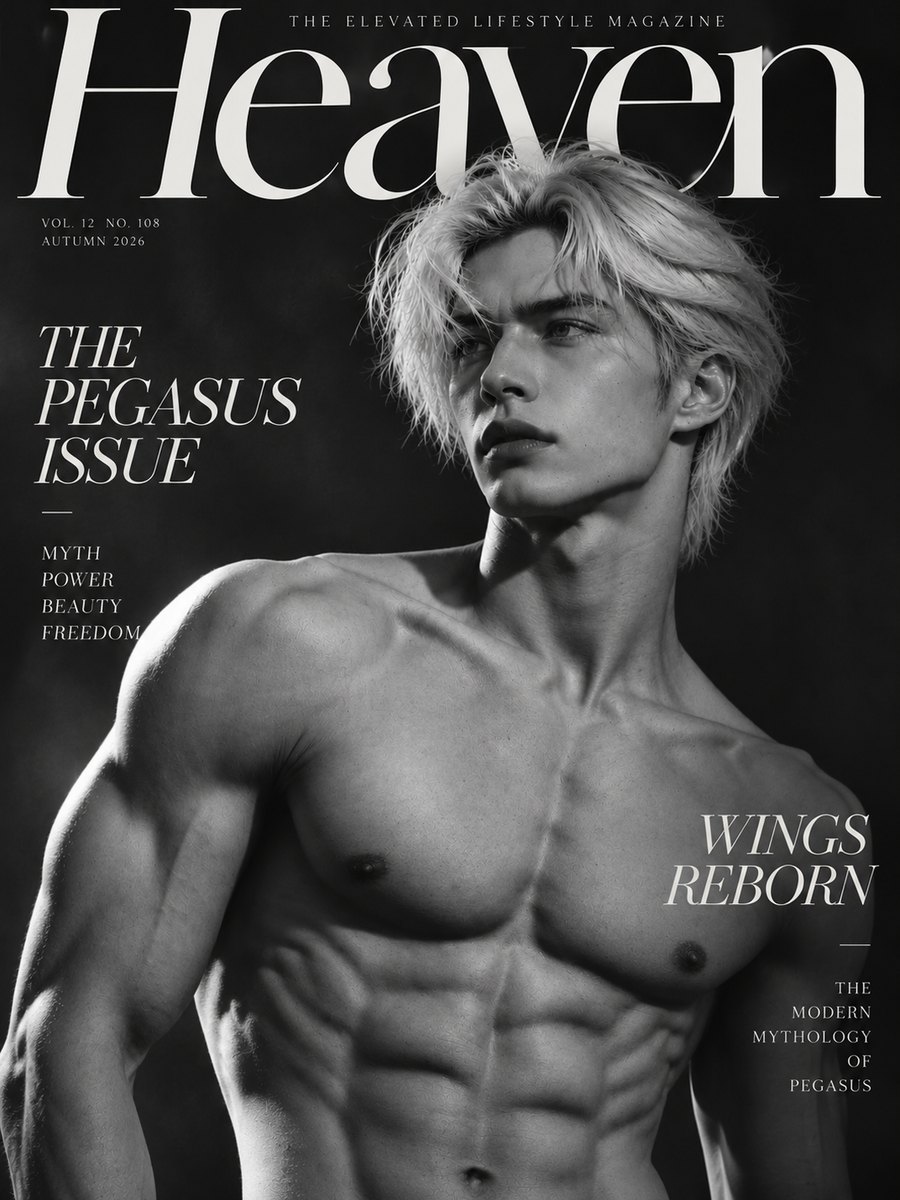 THE ELEVATED LIFESTYLE MAGAZINE
Heaven
VOL. 12 NO. 108
AUTUMN 2026
THE
PEGASUS
ISSUE
MYTH
POWER
BEAUTY
FREEDOM
WINGS
REBORN
THE
MODERN
MYTHOLOGY
OF
PEGASUS